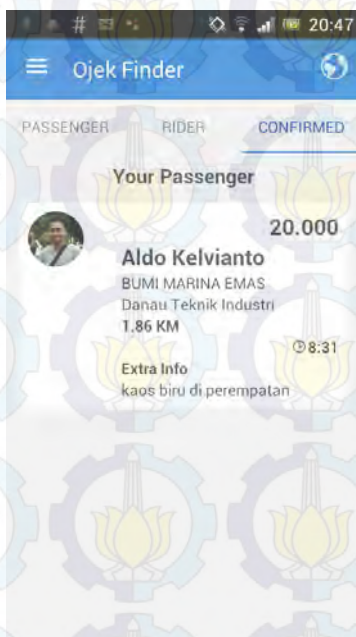 20:47
Ojek Finder
PASSENGER RIDER CONFIRMED
Your Passenger
20.000
Aldo Kelvianto
BUMI MARINA EMAS
Danau Teknik Industri
1.86 KM
8:31
Extra Info
kaos biru di perempatan